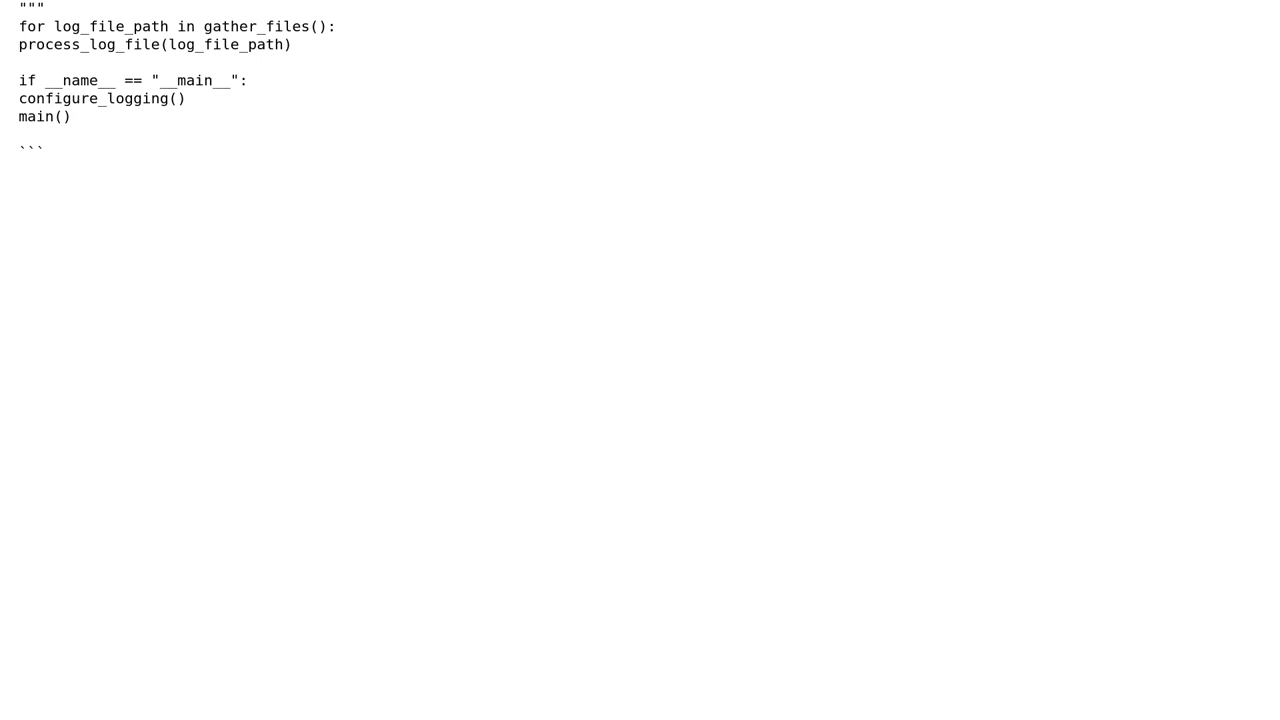 """
for log_file_path in gather_files():
process_log_file(log_file_path)

if __name__ == "__main__":
configure_logging()
main()

```